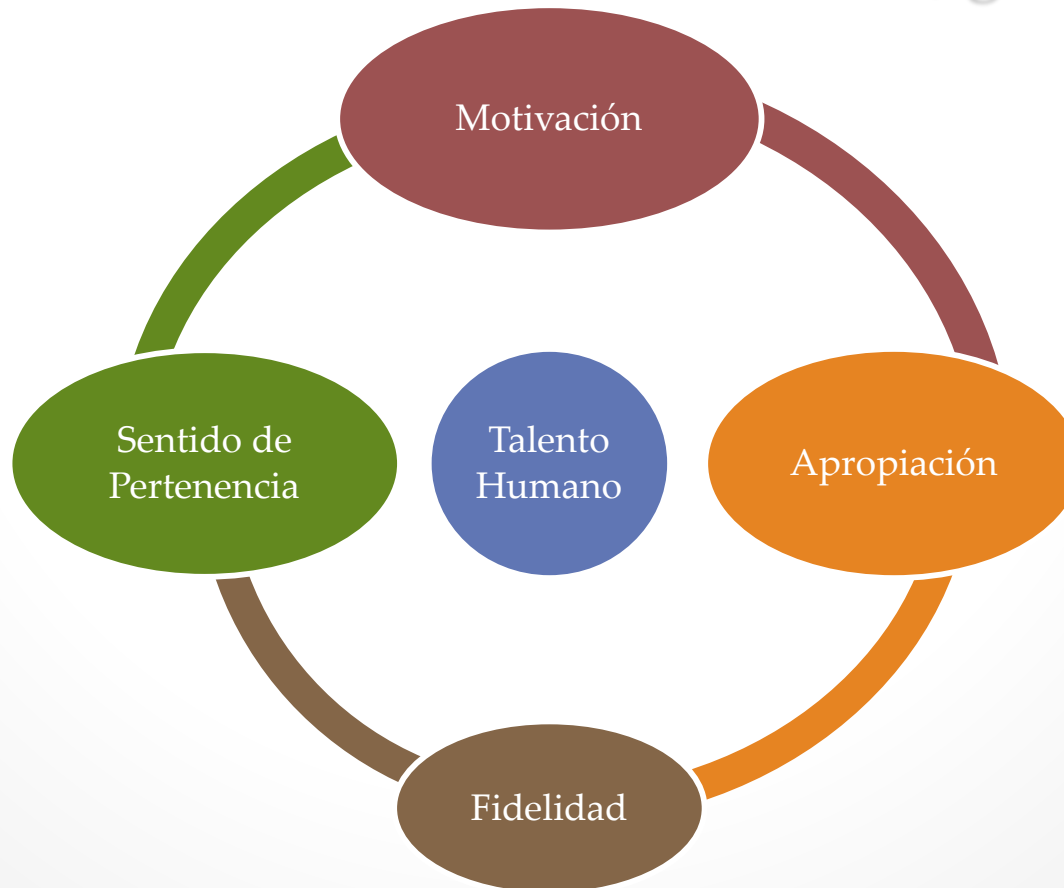 Motivación
Sentido de
Pertenencia
Talento
Humano
Apropiación
Fidelidad